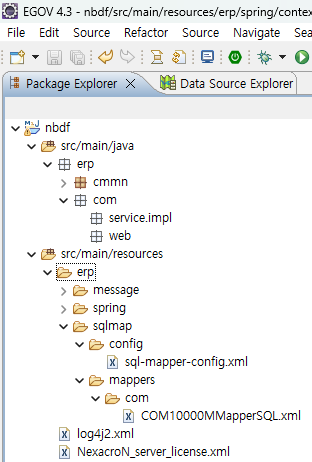 EGOV 4.3 - nbdf/src/main/resources/erp/spring/contex
File Edit Source Refactor Source Navigate Sea
Package Explorer Data Source Explorer
nbdf
src/main/java
erp
cmmn
com
service.impl
web
src/main/resources
erp
message
spring
sqlmap
config
sql-mapper-config.xml
mappers
com
COM10000MMapperSQL.xml
log4j2.xml
NexacroN_server_license.xml